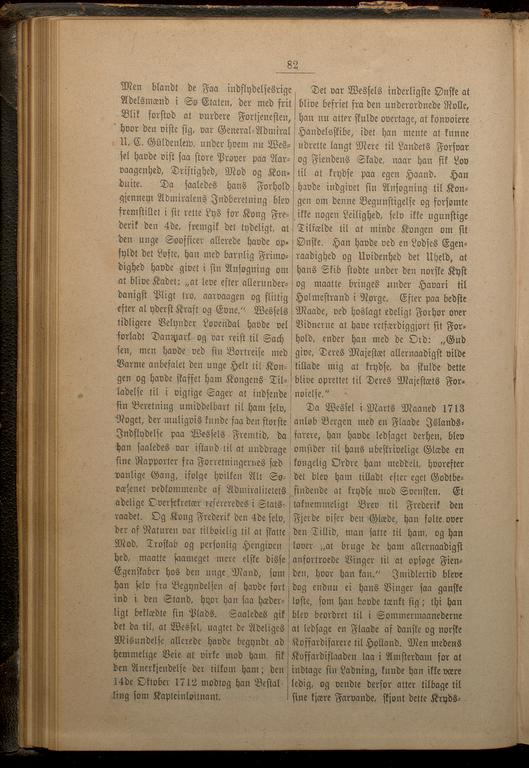 82
Men blandt de Faa indflydelsesrige
Adelsmænd i Sø Etaten, der med frit
Blik forstod at vurdere Fortjenesten,
hvor den viste sig, var General-Admiral
U. C. Güldenlew, under hvem nu Wes-
sel havde vist saa store Prøver paa Aar-
vaagenhed, Driftighed, Mod og Kon-
duite. Da saaledes hans Forhold
gjennem Admiralens Indberetning blev
fremstillet i sit rette Lys for Kong Fre-
derik den 4de, fremgik det tydeligt, at
den unge Søofficer allerede havde op-
fyldt det Løfte, han med barnlig Frimo-
dighed havde givet i sin Ansøgning om
at blive Kadet: „at leve efter allerunder-
danigst Pligt tro, aarvaagen og flittig
efter al yderst Kraft og Evne.“ Wessels
tidligere Velynder Løvendal havde vel
forladt Danmark og var reist til Sach
sen, men havde ved sin Bortreise med
Varme anbefalet den unge Helt til Kon-
gen og havde skaffet ham Kongens Til-
ladelse til i vigtige Sager at indsende
sin Beretning umiddelbart til ham selv,
Noget, der muligvis kunde faa den største
Indflydelse paa Wessels Fremtid, da
han saaledes var istand til at unddrage
sine Rapporter fra Forretningernes sæd
vanlige Gang, ifølge hvilken Alt Sø-
væsenet vedkommende af Admiralitetets
adelige Oversekretær refereredes i Stats-
raadet. Og Kong Frederik den 4de selv,
der af Naturen var tilbøielig til at skatte
Mod, Troskab og personlig Hengiven
hed, maatte saameget mere elske disse
Egenskaber hos den unge Mand, som
han selv fra Begyndelsen af havde ført
ind i den Stand, hvor han saa hæder-
ligt beklædte sin Plads. Saaledes gik
det da til, at Wessel, uagtet de Adeliges
Misundelse allerede havde begyndt ad
hemmelige Veie at virke mod ham, fik
den Anerkjendelse der tilkom ham; den
14de Oktober 1712 modtog han Bestal
ling som Kapteinløitnant.
Det var Wessels inderligste Ønske at
blive befriet fra den underordnede Rolle,
han nu atter skulde overtage, at konvoiere
Handelsskibe, idet han mente at kunne
udrette langt Mere til Landets Forsvar
og Fiendens Skade, naar han fik Lov
til at krydse paa egen Haand. Han
havde indgivet sin Ansøgning til Kon-
gen om denne Begunstigelse og forsømte
ikke nogen Leilighed, selv ikke ugunstige
Tilfælde til at minde Kongen om sit
Ønske. Han havde ved en Lodses Egen-
raadighed og Uvidenhed det Uheld, at
hans Skib stødte under den norske Kyst
og maatte bringes under Havari til
Holmestrand i Norge. Efter paa bedste
Maade, ved høslagt edeligt Forhør over
Vidnerne at have retfærdiggjort sit For-
hold, ender han med de Ord: „Gud
give, Deres Majestæt allernaadigst vilde
tillade mig at krydse, da skulde dette
blive oprettet til Deres Majestæts For-
nøielse.“
Da Wessel i Marts Maaned 1713
anløb Bergen med en Flaade Islands-
farere, han havde ledsaget derhen, blev
omsider til hans ubeskrivelige Glæde en
kongelig Ordre ham meddelt, hvorefter
det blev ham tilladt efter eget Godtbe-
findende at krydse mod Svensken. Et
taknemmeligt Brev til Frederik den
Fjerde viser den Glæde, han følte over
den Tillid, man satte til ham, og han
lover „at bruge de ham allernaadigst
anfortroede Vinger til at opsøge Fien-
den, hvor han kan.“ Imidlertid bleve
dog endnu ei hans Vinger saa ganske
løste, som han havde tænkt sig; thi han
blev beordret til i Sommermaanederne
at ledsage en Flaade af danske og norske
Koffardifarere til Holland. Men medens
Koffardiflaaden laa i Amsterdam for at
indtage sin Ladning, kunde han ikke være
ledig, og vendte derfor atter tilbage til
sine kjære Farvande, skjønt dette Kryds-